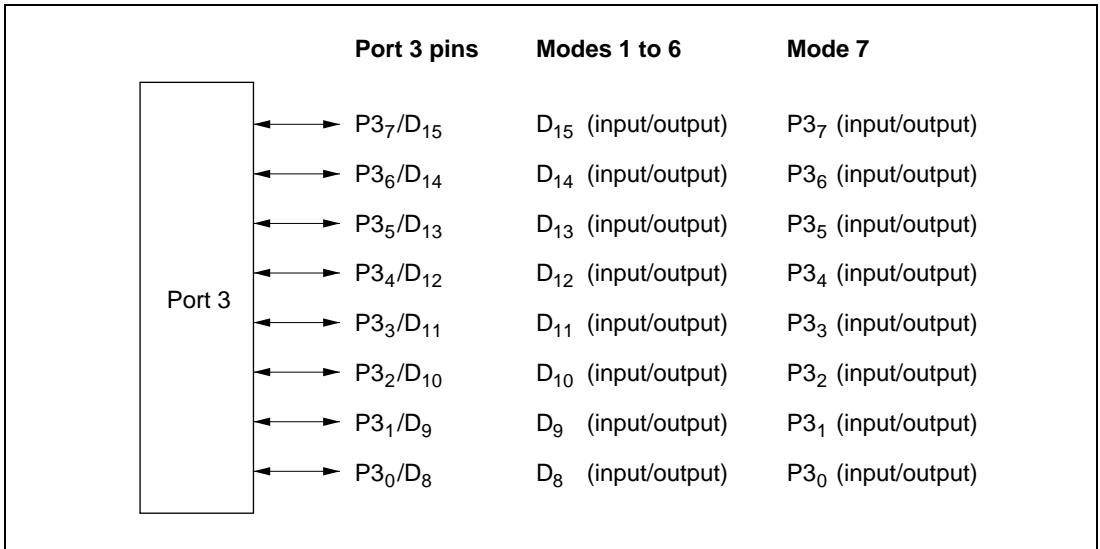 Port 3 pins Modes 1 to 6 Mode 7
P3₇/D₁₅ D₁₅ (input/output) P3₇ (input/output)
P3₆/D₁₄ D₁₄ (input/output) P3₆ (input/output)
P3₅/D₁₃ D₁₃ (input/output) P3₅ (input/output)
P3₄/D₁₂ D₁₂ (input/output) P3₄ (input/output)
Port 3
P3₃/D₁₁ D₁₁ (input/output) P3₃ (input/output)
P3₂/D₁₀ D₁₀ (input/output) P3₂ (input/output)
P3₁/D₉ D₉ (input/output) P3₁ (input/output)
P3₀/D₈ D₈ (input/output) P3₀ (input/output)